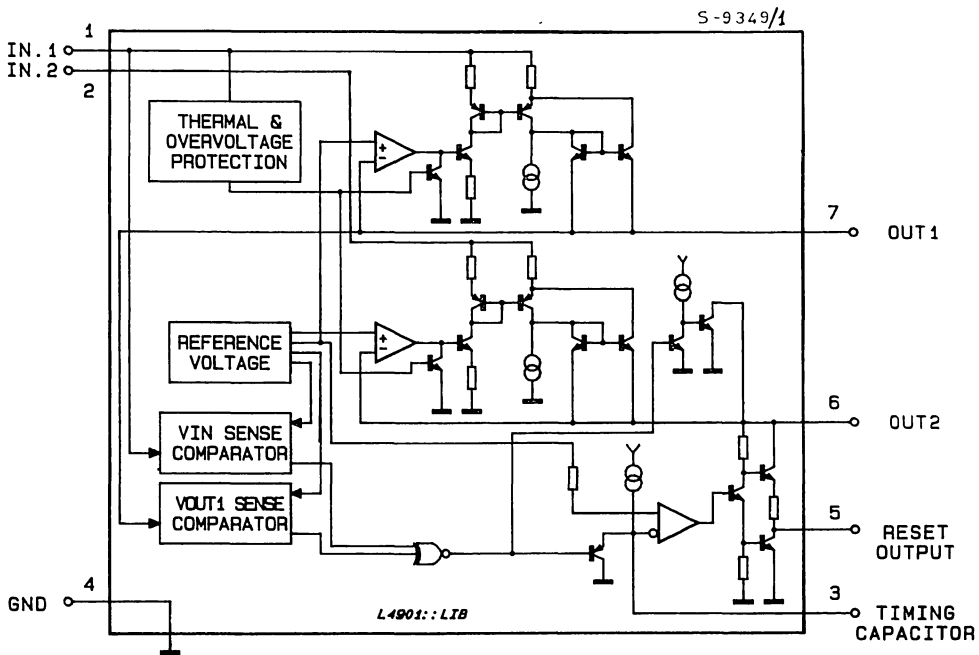 S-9349/1
1
IN.1
IN.2
2
THERMAL &
OVERVOLTAGE
PROTECTION
+
-
7
OUT1
REFERENCE
VOLTAGE
+
-
6
OUT2
VIN SENSE
COMPARATOR
VOUT1 SENSE
COMPARATOR
5
RESET
OUTPUT
4
GND
3
TIMING
CAPACITOR
L4901::LIB